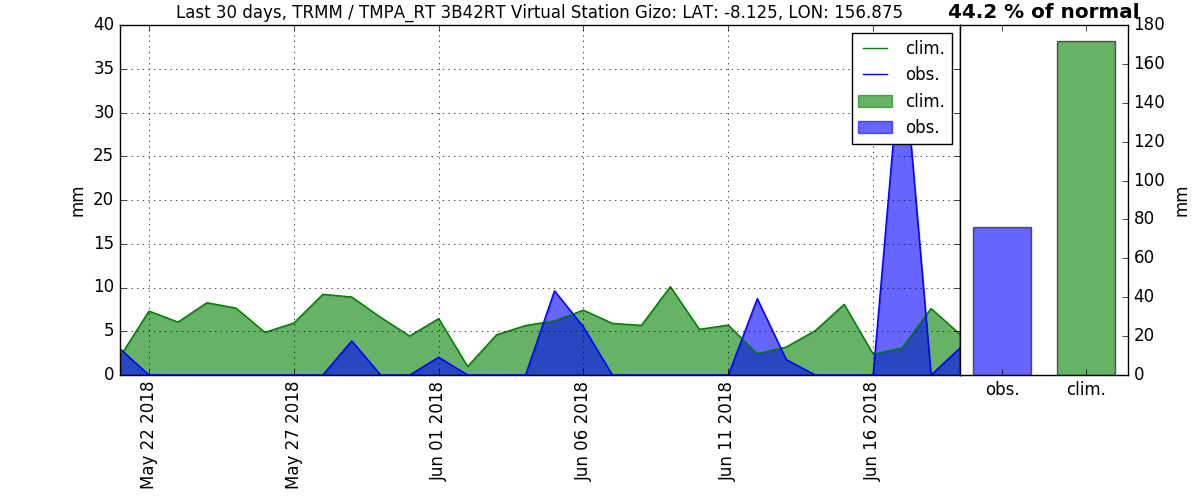 Last 30 days, TRMM / TMPA_RT 3B42RT Virtual Station Gizo: LAT: -8.125, LON: 156.875
44.2 % of normal
40
35
30
25
20
15
10
5
0
mm
clim.
obs.
clim.
obs.
May 22 2018
May 27 2018
Jun 01 2018
Jun 06 2018
Jun 11 2018
Jun 16 2018
180
160
140
120
100
80
60
40
20
0
mm
obs.
clim.